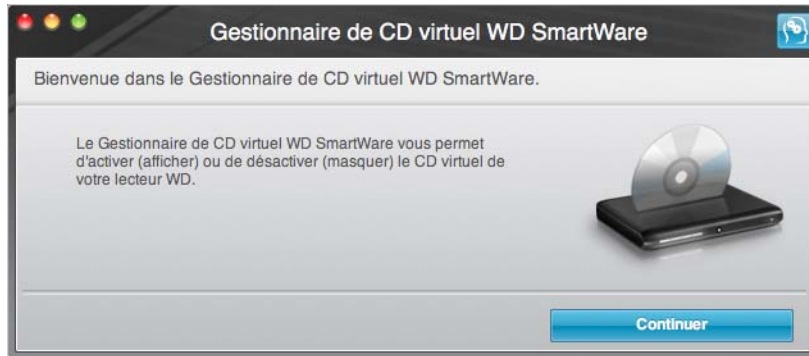 Gestionnaire de CD virtuel WD SmartWare
Bienvenue dans le Gestionnaire de CD virtuel WD SmartWare.
Le Gestionnaire de CD virtuel WD SmartWare vous permet
d'activer (afficher) ou de désactiver (masquer) le CD virtuel de
votre lecteur WD.
Continuer